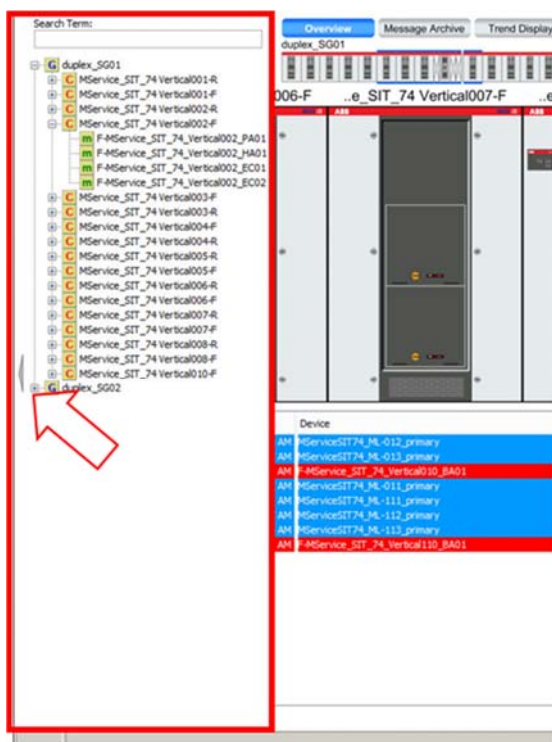 Search Term:
Overview Message Archive Trend Display
duplex_SG01
006-F ..e_SIT_74 Vertical007-F ..e
ABB ABB
G duplex_SG01
C MService_SIT_74 Vertical001-R
C MService_SIT_74 Vertical001-F
C MService_SIT_74 Vertical002-R
C MService_SIT_74 Vertical002-F
m F-MService_SIT_74_Vertical002_PA01
m F-MService_SIT_74_Vertical002_HA01
m F-MService_SIT_74_Vertical002_EC01
m F-MService_SIT_74_Vertical002_EC02
C MService_SIT_74 Vertical003-F
C MService_SIT_74 Vertical003-R
C MService_SIT_74 Vertical004-F
C MService_SIT_74 Vertical004-R
C MService_SIT_74 Vertical005-R
C MService_SIT_74 Vertical005-F
C MService_SIT_74 Vertical006-R
C MService_SIT_74 Vertical006-F
C MService_SIT_74 Vertical007-R
C MService_SIT_74 Vertical007-F
C MService_SIT_74 Vertical008-R
C MService_SIT_74 Vertical008-F
C MService_SIT_74 Vertical010-F
G duplex_SG02
Device
AM MServiceSIT74_ML-012_primary
AM MServiceSIT74_ML-013_primary
AM F-MService_SIT_74_Vertical010_BA01
AM MServiceSIT74_ML-011_primary
AM MServiceSIT74_ML-111_primary
AM MServiceSIT74_ML-112_primary
AM MServiceSIT74_ML-113_primary
AM F-MService_SIT_74_Vertical110_BA01